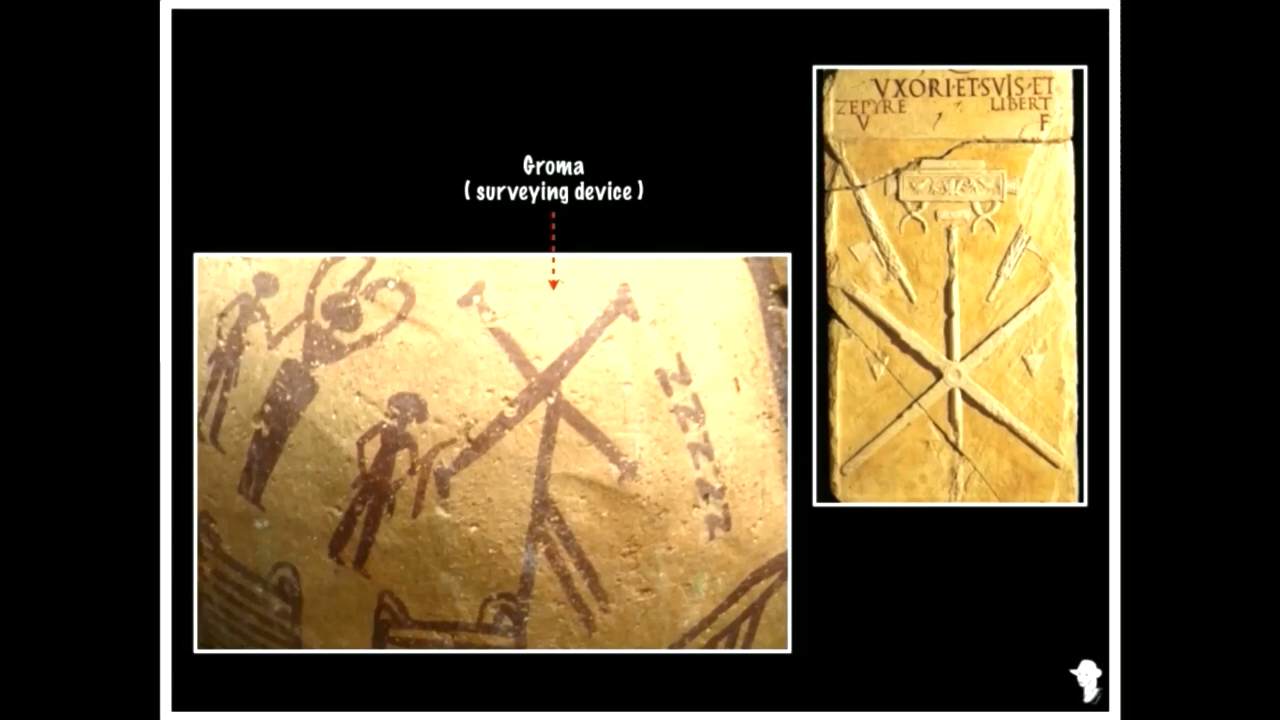 Groma
( surveying device )
VXORI·ET·SVIS·ET
ZEPYRE LIBERT
V F